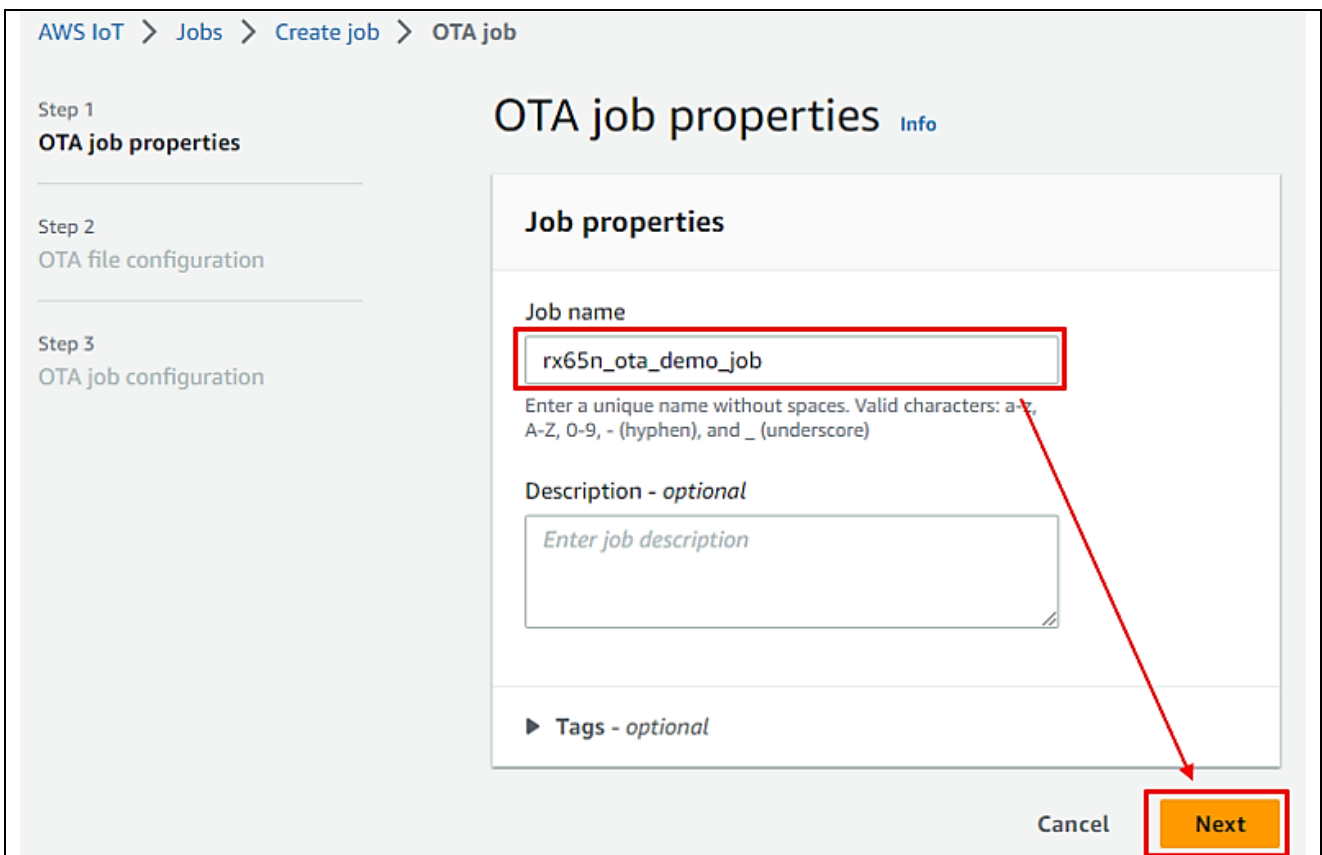 AWS IoT > Jobs > Create job > OTA job
Step 1
OTA job properties
Step 2
OTA file configuration
Step 3
OTA job configuration
OTA job properties Info
Job properties
Job name
rx65n_ota_demo_job
Enter a unique name without spaces. Valid characters: a-z,
A-Z, 0-9, - (hyphen), and _ (underscore)
Description - optional
Enter job description
Tags - optional
Cancel
Next